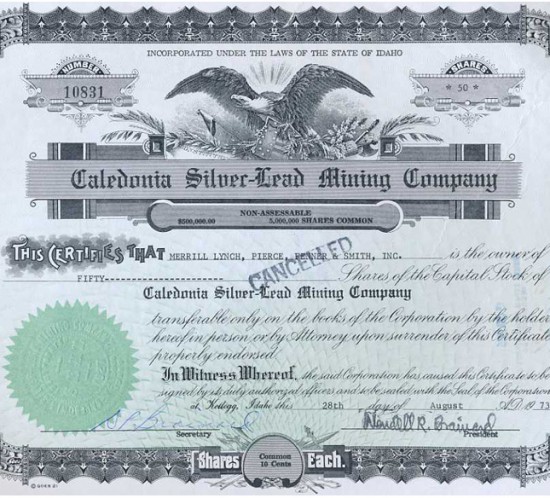 INCORPORATED UNDER THE LAWS OF THE STATE OF IDAHO
NUMBER
10831
SHARES
* 50 *
Caledonia Silver-Lead Mining Company
NON-ASSESSABLE
$500,000.00 5,000,000 SHARES COMMON
THIS CERTIFIES THAT MERRILL LYNCH, PIERCE, FENNER & SMITH, INC. is the owner of
CANCELLED
FIFTY Shares of the Capital Stock of
Caledonia Silver-Lead Mining Company
transferable only on the books of the Corporation by the holder
hereof in person or by Attorney upon surrender of this Certificate
properly endorsed.
In Witness Whereof, the said Corporation has caused this Certificate to be
signed by its duly authorized officers and to be sealed with the Seal of the Corporation
at Kellogg, Idaho this 28th day of August A.D. 1973
Wendell R. Brainard
Secretary
President
Shares
Common
10 Cents
Each.